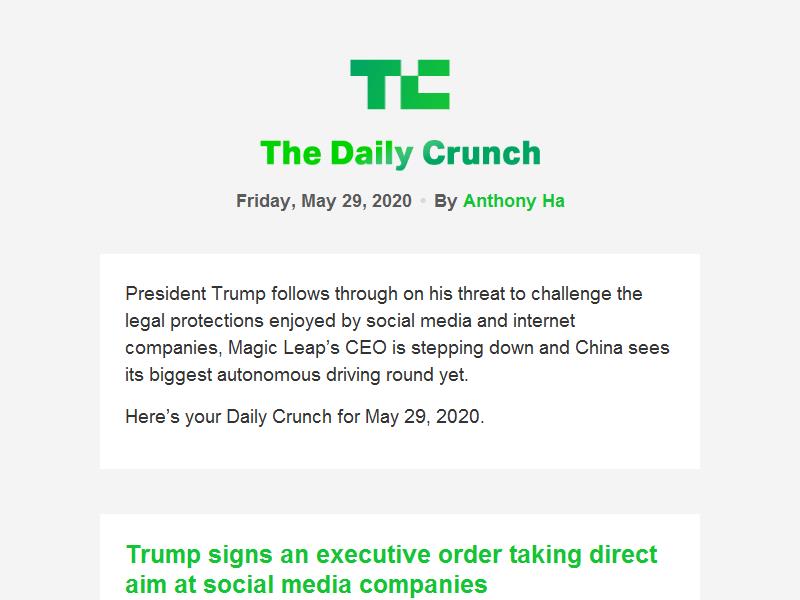 TC
The Daily Crunch
Friday, May 29, 2020 • By Anthony Ha
President Trump follows through on his threat to challenge the
legal protections enjoyed by social media and internet
companies, Magic Leap’s CEO is stepping down and China sees
its biggest autonomous driving round yet.
Here’s your Daily Crunch for May 29, 2020.
Trump signs an executive order taking direct
aim at social media companies